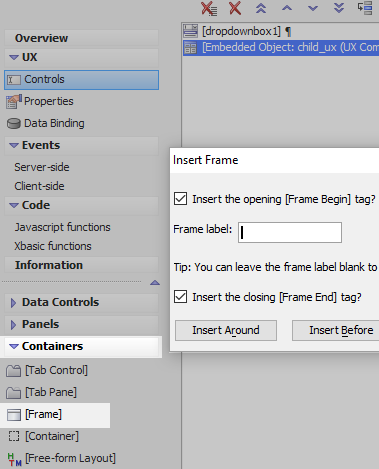 Overview
UX
Controls
Properties
Data Binding
Events
Server-side
Client-side
Code
Javascript functions
Xbasic functions
Information
Data Controls
Panels
Containers
[Tab Control]
[Tab Pane]
[Frame]
[Container]
[Free-form Layout]
[dropdownbox1] ¶
[Embedded Object: child_ux (UX Com
Insert Frame
Insert the opening [Frame Begin] tag?
Frame label:
Tip: You can leave the frame label blank to
Insert the closing [Frame End] tag?
Insert Around
Insert Before